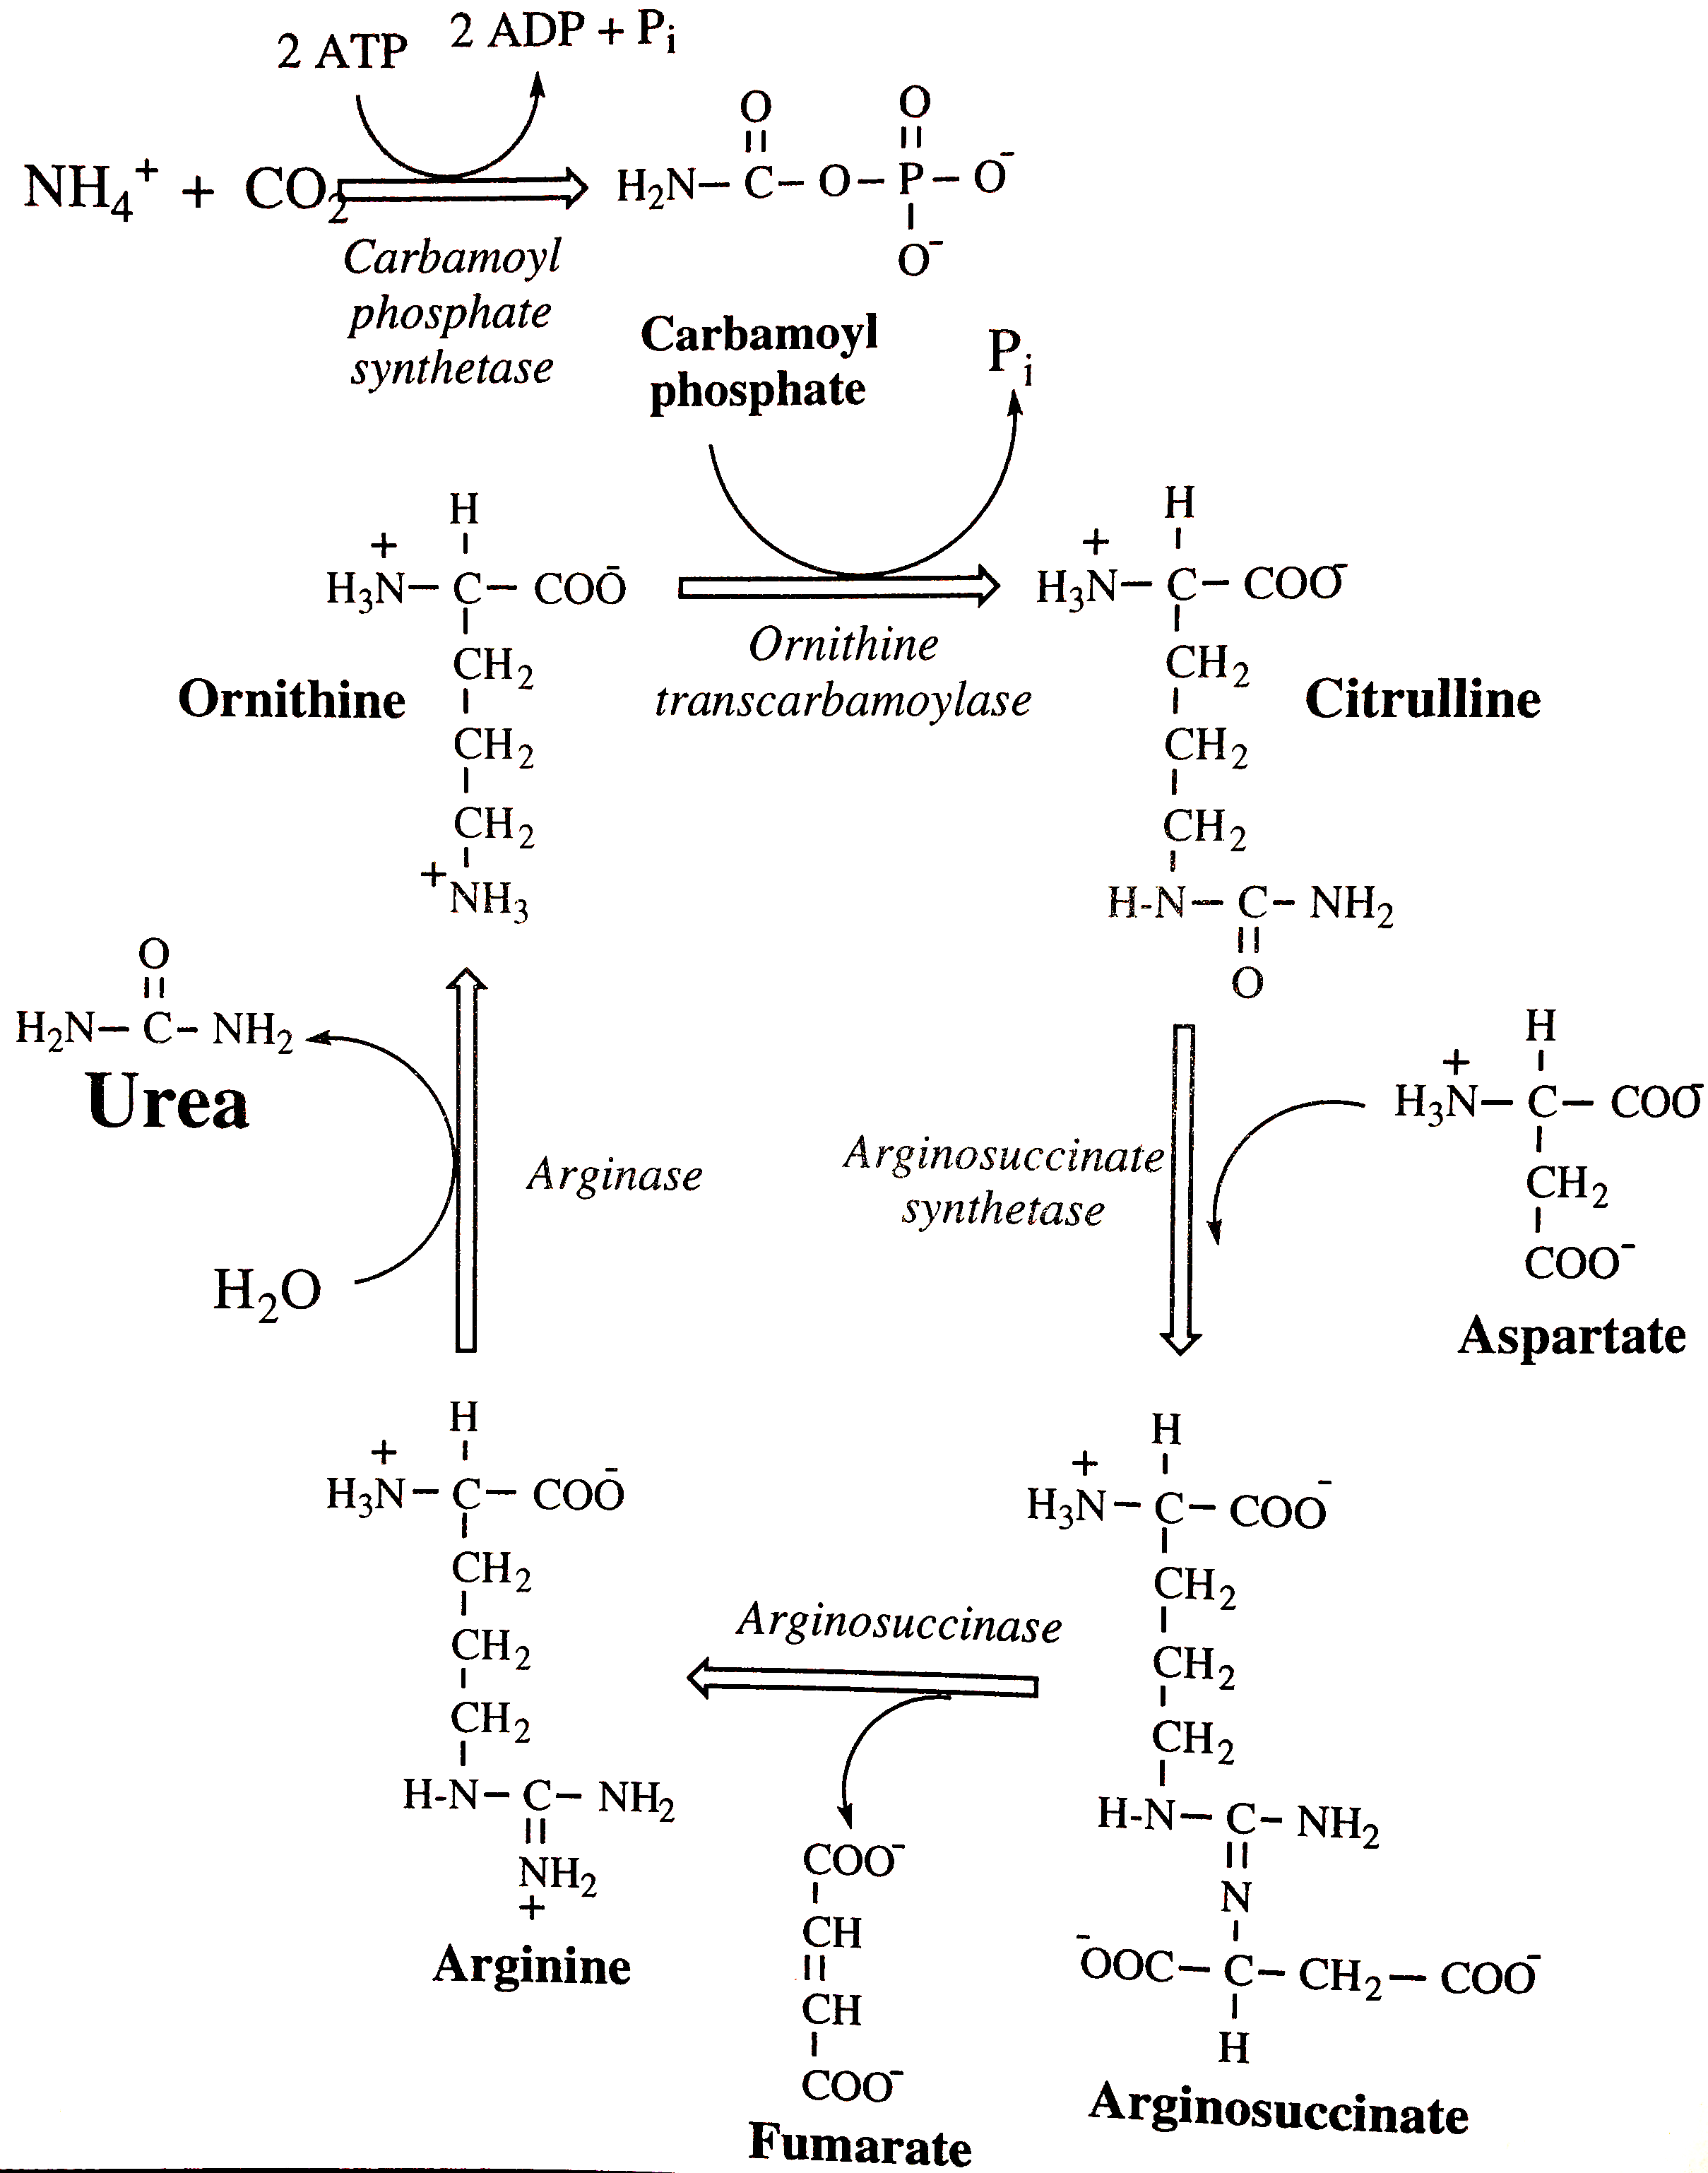 2 ATP
2 ADP + Pi
NH4+ + CO2
Carbamoyl
phosphate
synthetase
O
||
H2N– C– O– P– O-
O
||
O-
Carbamoyl
phosphate
Pi
H
+
H3N– C– COO-
CH2
CH2
CH2
+NH3
Ornithine
Ornithine
transcarbamoylase
H
+
H3N– C– COO-
CH2
CH2
CH2
H-N– C– NH2
||
O
Citrulline
O
||
H2N– C– NH2
Urea
H2O
Arginase
Arginosuccinate
synthetase
H
+
H3N– C– COO-
CH2
COO-
Aspartate
H
+
H3N– C– COO-
CH2
CH2
CH2
H-N– C– NH2
||
NH2
+
Arginine
Arginosuccinase
COO-
CH
||
CH
COO-
Fumarate
H
+
H3N– C– COO-
CH2
CH2
CH2
H-N– C– NH2
||
N
-OOC– C– CH2– COO-
H
Arginosuccinate